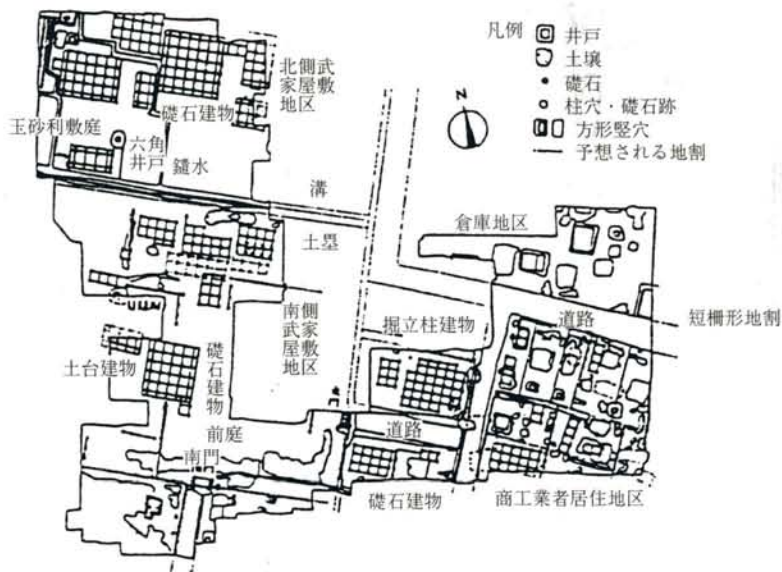 凡例
井戸
土壌
礎石
柱穴・礎石跡
方形竪穴
予想される地割
N
北側武家屋敷地区
礎石建物
玉砂利敷庭
六角井戸
鑓水
溝
土塁
倉庫地区
南側武家屋敷地区
掘立柱建物
道路
短柵形地割
土台建物
礎石建物
前庭
南門
道路
礎石建物
商工業者居住地区